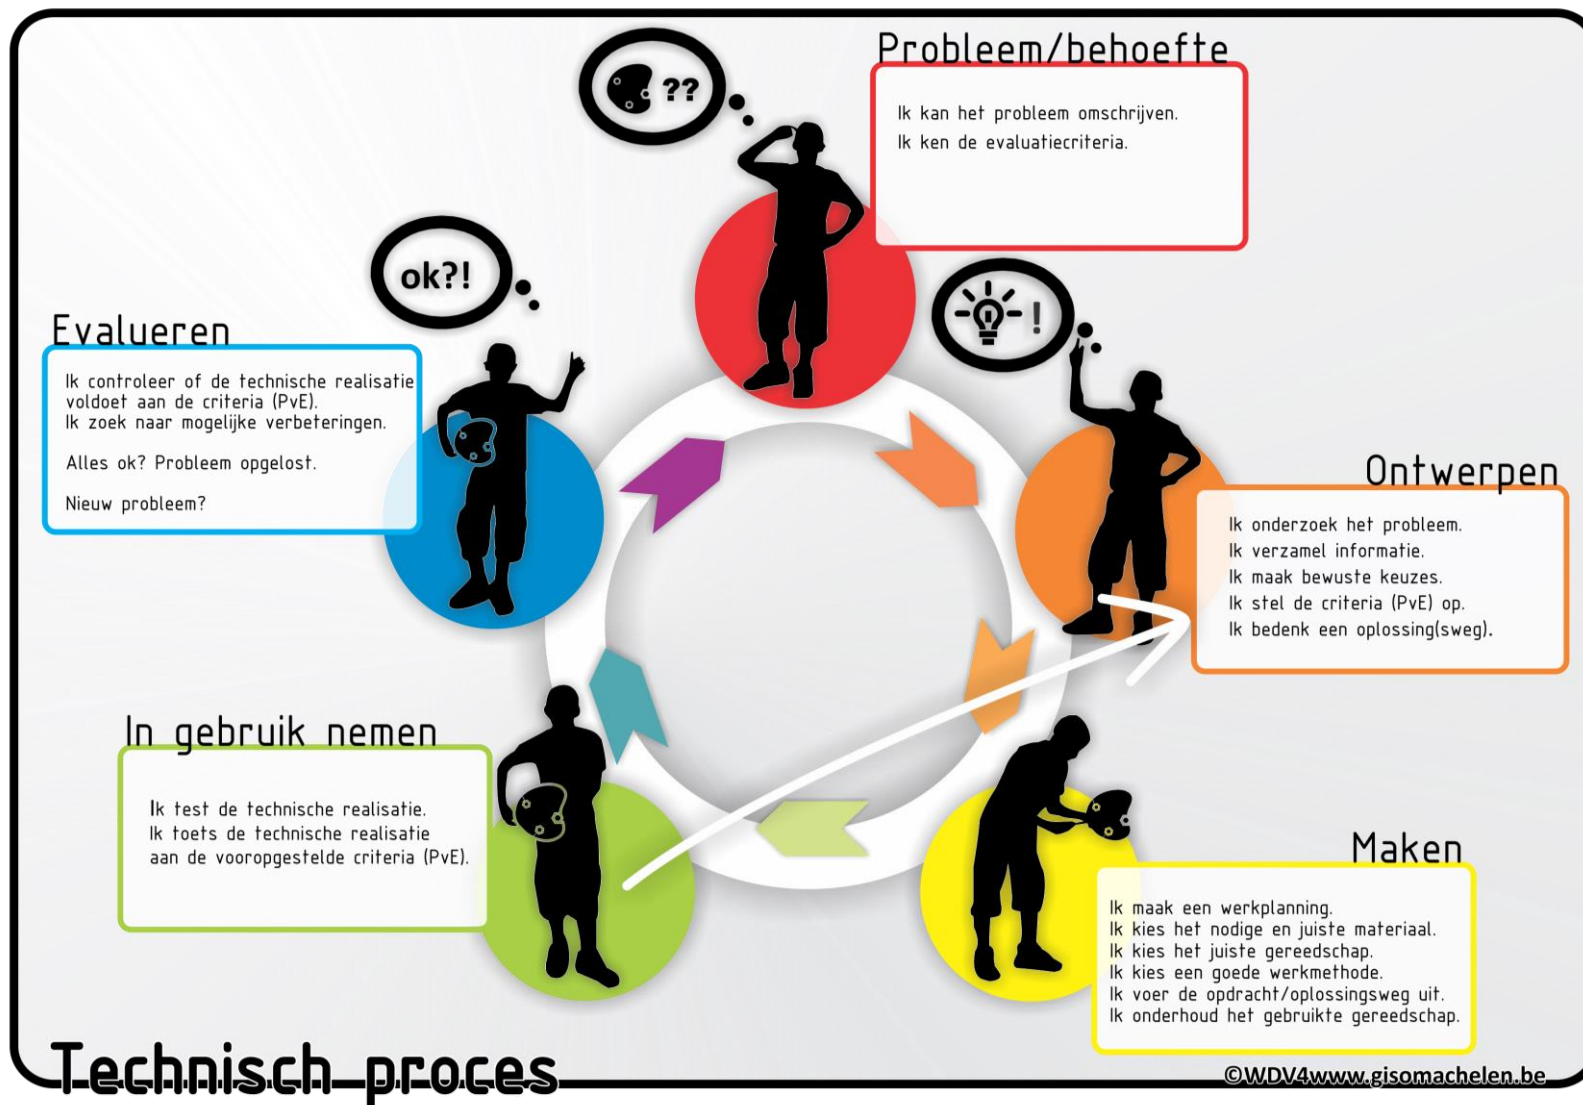 Probleem/behoefte
??
Ik kan het probleem omschrijven.
Ik ken de evaluatiecriteria.
ok?!
!
Evalueren
Ik controleer of de technische realisatie
voldoet aan de criteria (PvE).
Ik zoek naar mogelijke verbeteringen.
Alles ok? Probleem opgelost.
Nieuw probleem?
Ontwerpen
Ik onderzoek het probleem.
Ik verzamel informatie.
Ik maak bewuste keuzes.
Ik stel de criteria (PvE) op.
Ik bedenk een oplossing(sweg).
In gebruik nemen
Ik test de technische realisatie.
Ik toets de technische realisatie
aan de vooropgestelde criteria (PvE).
Maken
Ik maak een werkplanning.
Ik kies het nodige en juiste materiaal.
Ik kies het juiste gereedschap.
Ik kies een goede werkmethode.
Ik voer de opdracht/oplossingsweg uit.
Ik onderhoud het gebruikte gereedschap.
Technisch proces
©WDV4www.gisomachelen.be